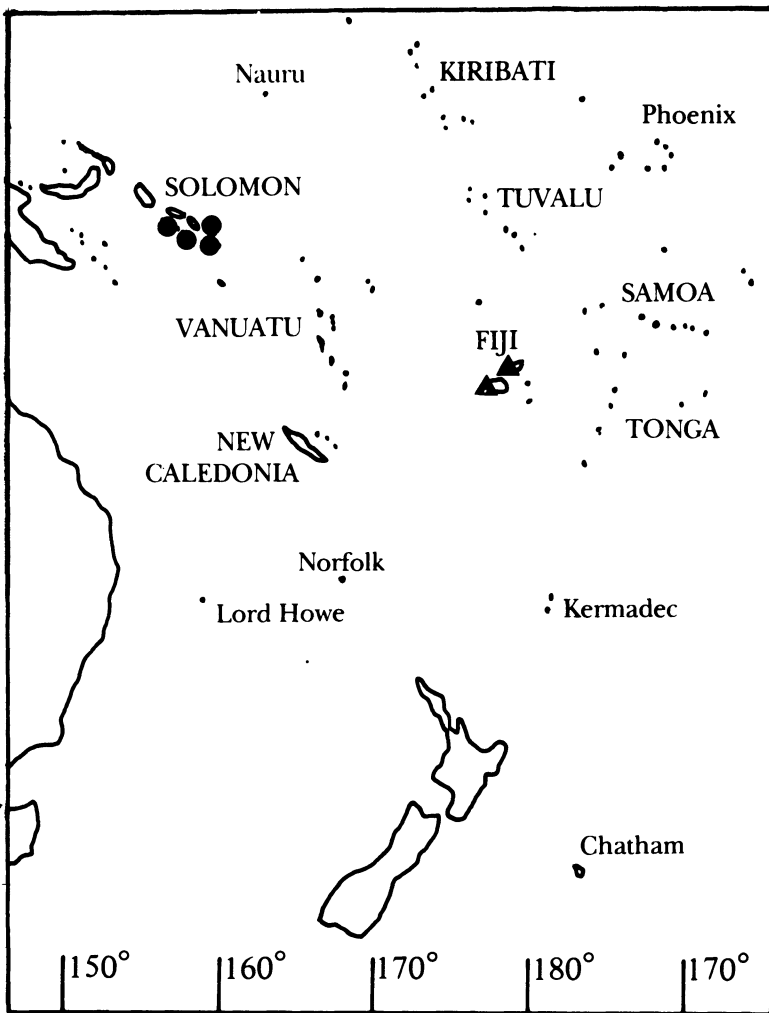 Nauru
KIRIBATI
Phoenix
SOLOMON
TUVALU
SAMOA
VANUATU
FIJI
NEW
CALEDONIA
TONGA
Norfolk
Lord Howe
Kermadec
Chatham
150° 160° 170° 180° 170°